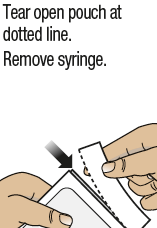 Tear open pouch at
dotted line.
Remove syringe.